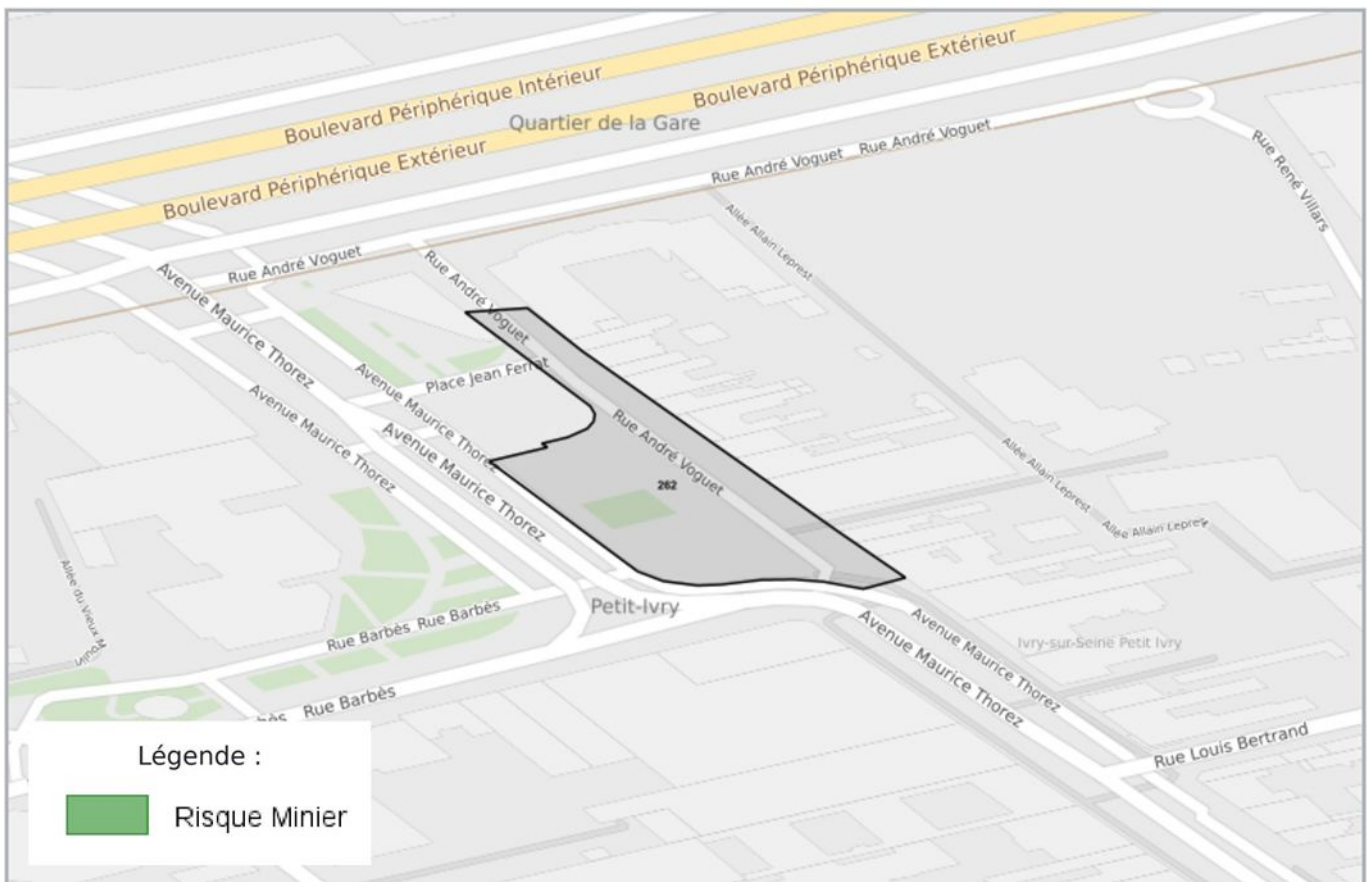 Boulevard Périphérique Intérieur
Boulevard Périphérique Extérieur
Quartier de la Gare
Boulevard Périphérique Extérieur
Rue André Voguet
Rue André Voguet
Rue René Villars
Allée Allain Leprest
Rue André Voguet
Rue André Voguet
Avenue Maurice Thorez
Avenue Maurice Thorez
Place Jean Ferrat
Avenue Maurice Thorez
Avenue Maurice Thorez
Rue André Voguet
Allée Allain Leprest
262
Allée Allain Lepres
Allée du Vieux M
Moulin
Petit-Ivry
Rue Barbès
Rue Barbès
Avenue Maurice Thorez
Avenue Maurice Thorez
Ivry-sur-Seine Petit Ivry
Rue Barbès
bès
Rue Louis Bertrand
Légende :
Risque Minier